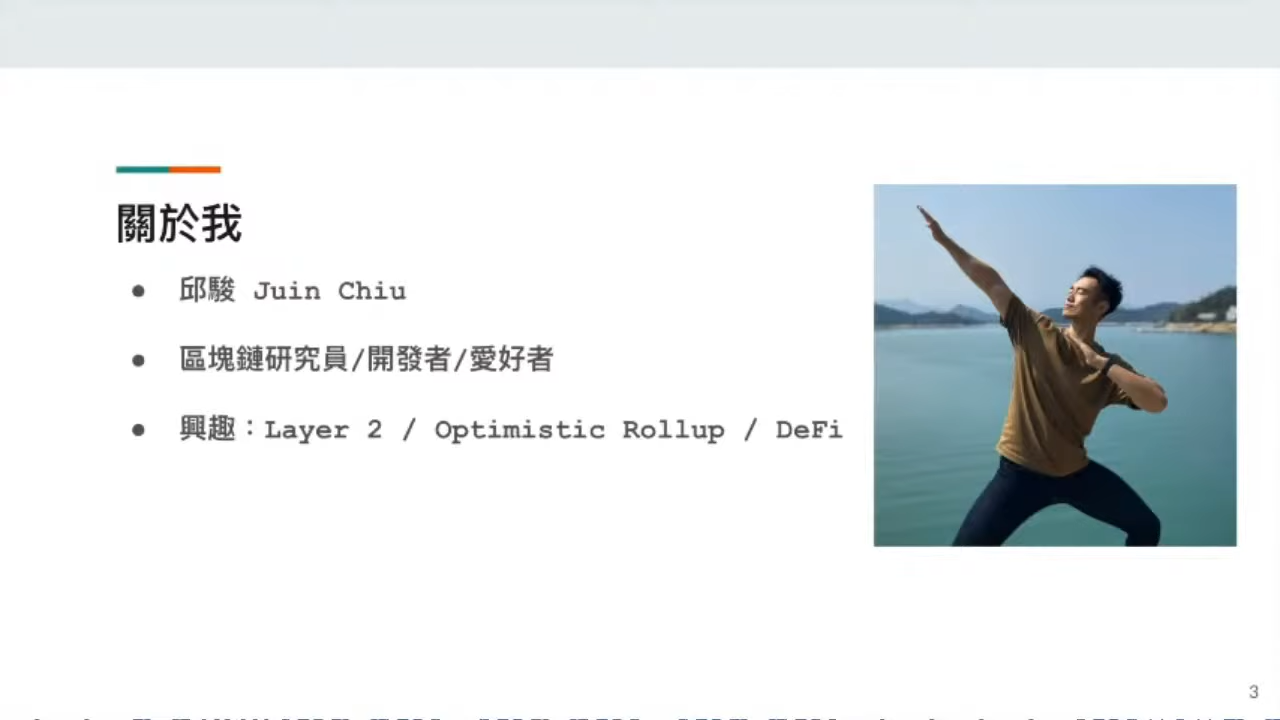 關於我
● 邱駿 Juin Chiu
● 區塊鏈研究員/開發者/愛好者
● 興趣：Layer 2 / Optimistic Rollup / DeFi
3